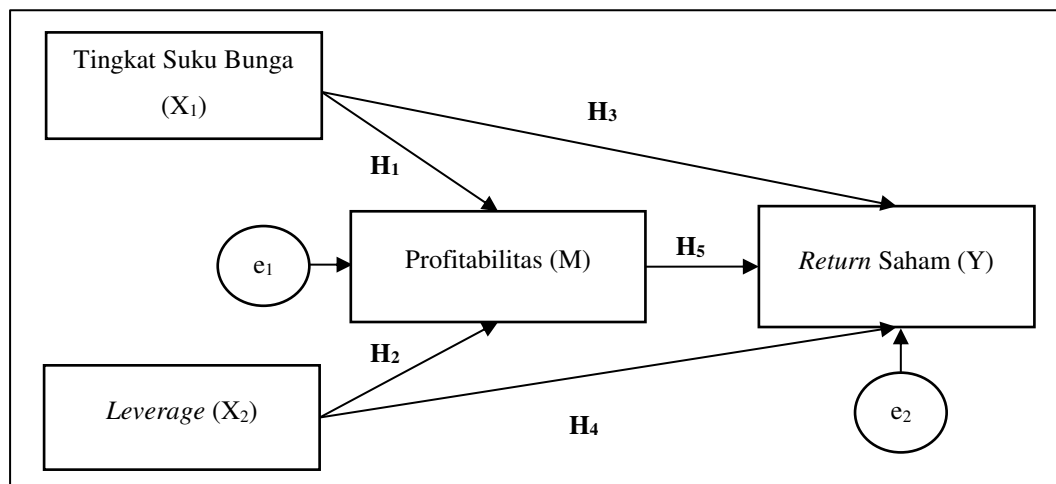 Tingkat Suku Bunga
(X₁)
H₃
H₁
e₁
Profitabilitas (M)
H₅
Return Saham (Y)
H₂
Leverage (X₂)
H₄
e₂